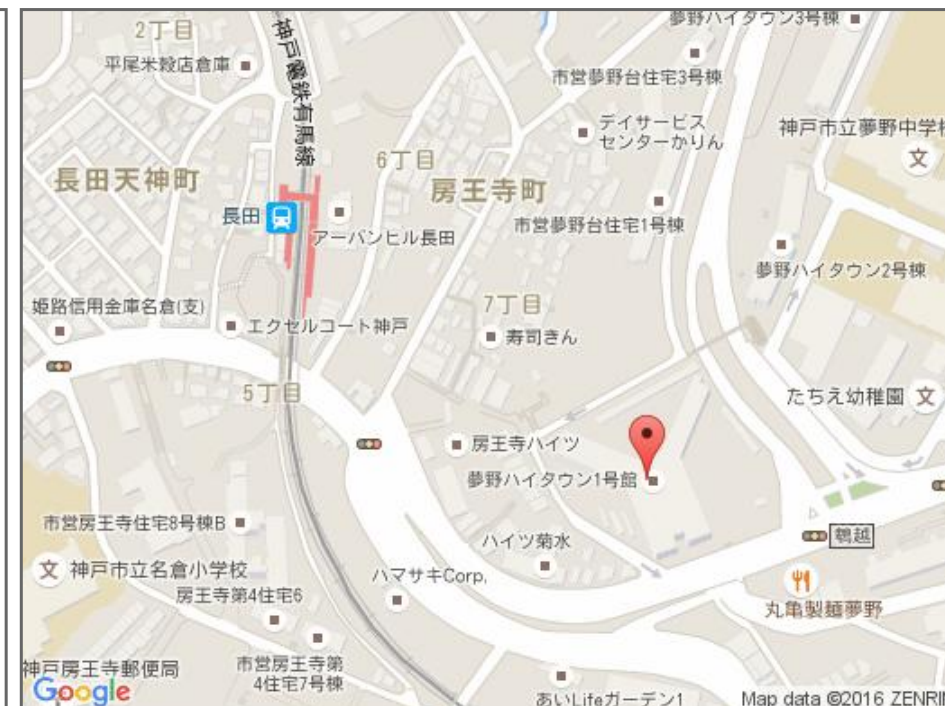 夢野ハイタウン3号棟
2丁目
平尾米穀店倉庫
神戸電鉄有馬線
市営夢野台住宅3号棟
デイサービス
センターかりん
神戸市立夢野中学校
文
6丁目
長田天神町
房王寺町
長田
アーバンヒル長田
市営夢野台住宅1号棟
夢野ハイタウン2号棟
姫路信用金庫名倉(支)
エクセルコート神戸
7丁目
寿司きん
5丁目
たちえ幼稚園
文
房王寺ハイツ
夢野ハイタウン1号館
市営房王寺住宅8号棟B
ハイツ菊水
鵯越
文
神戸市立名倉小学校
ハマサキCorp.
丸亀製麺夢野
房王寺第4住宅6
神戸房王寺郵便局
市営房王寺第
4住宅7号棟
Google
あいLifeガーデン1
Map data ©2016 ZENRIN